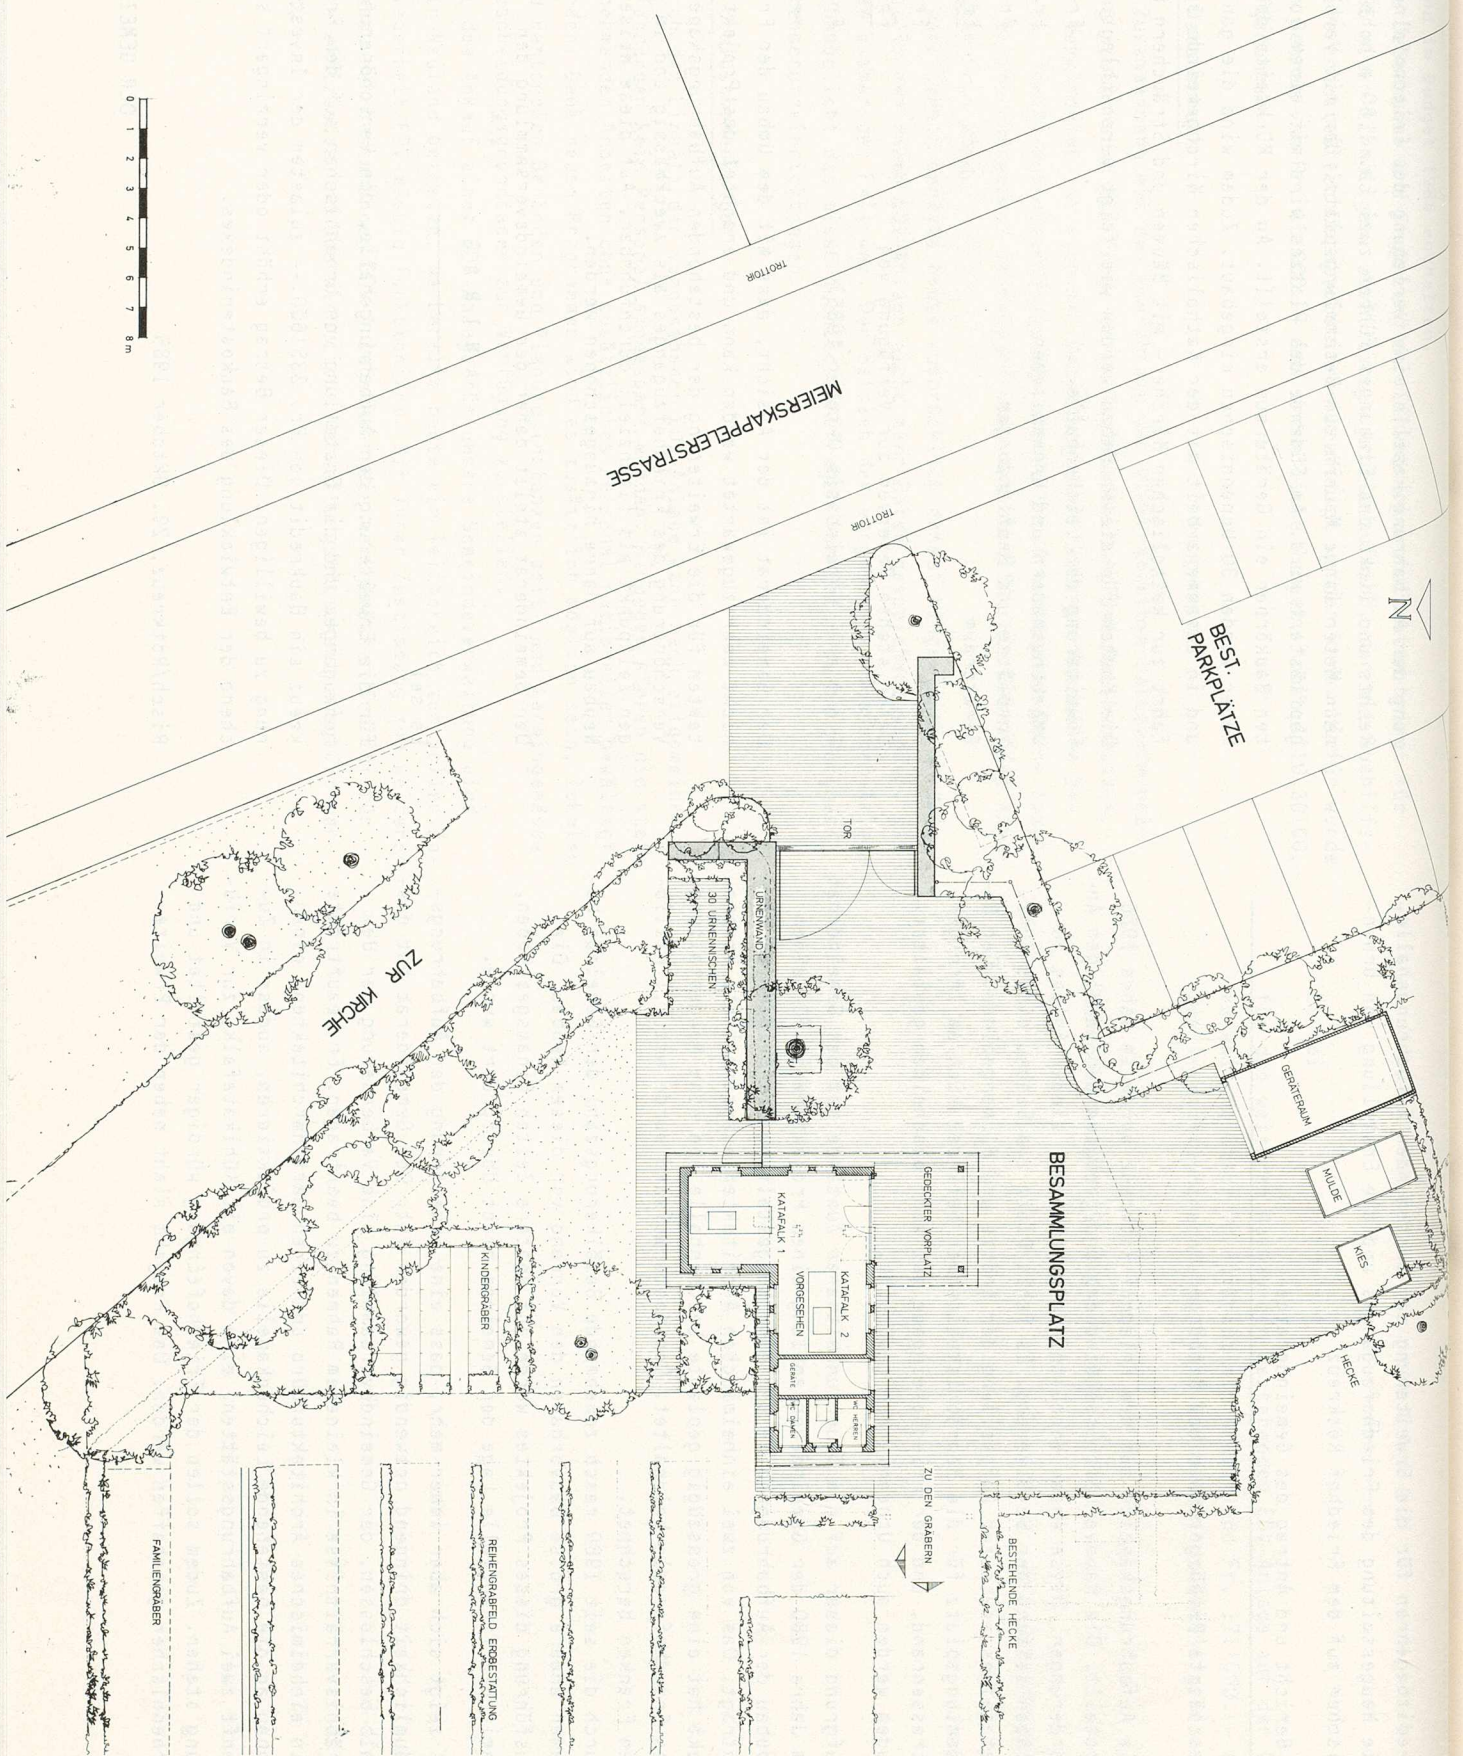 0 1 2 3 4 5 6 7 8 m
TROTTOIR
MEIERSKAPPELERSTRASSE
TROTTOIR
N
BEST.
PARKPLÄTZE
TOR
URNENWAND
30 URNENNISCHEN
ZUR KIRCHE
GERÄTERAUM
MULDE
KIES
HECKE
BESAMMLUNGSPLATZ
GEDECKTER VORPLATZ
KATAFALK 1
KATAFALK 2
VORGESEHEN
GERÄTE
WC DAMEN
WC HERREN
KINDERGRÄBER
ZU DEN GRÄBERN
BESTEHENDE HECKE
REIHENGRABFELD ERDBESTATTUNG
FAMILIENGRÄBER